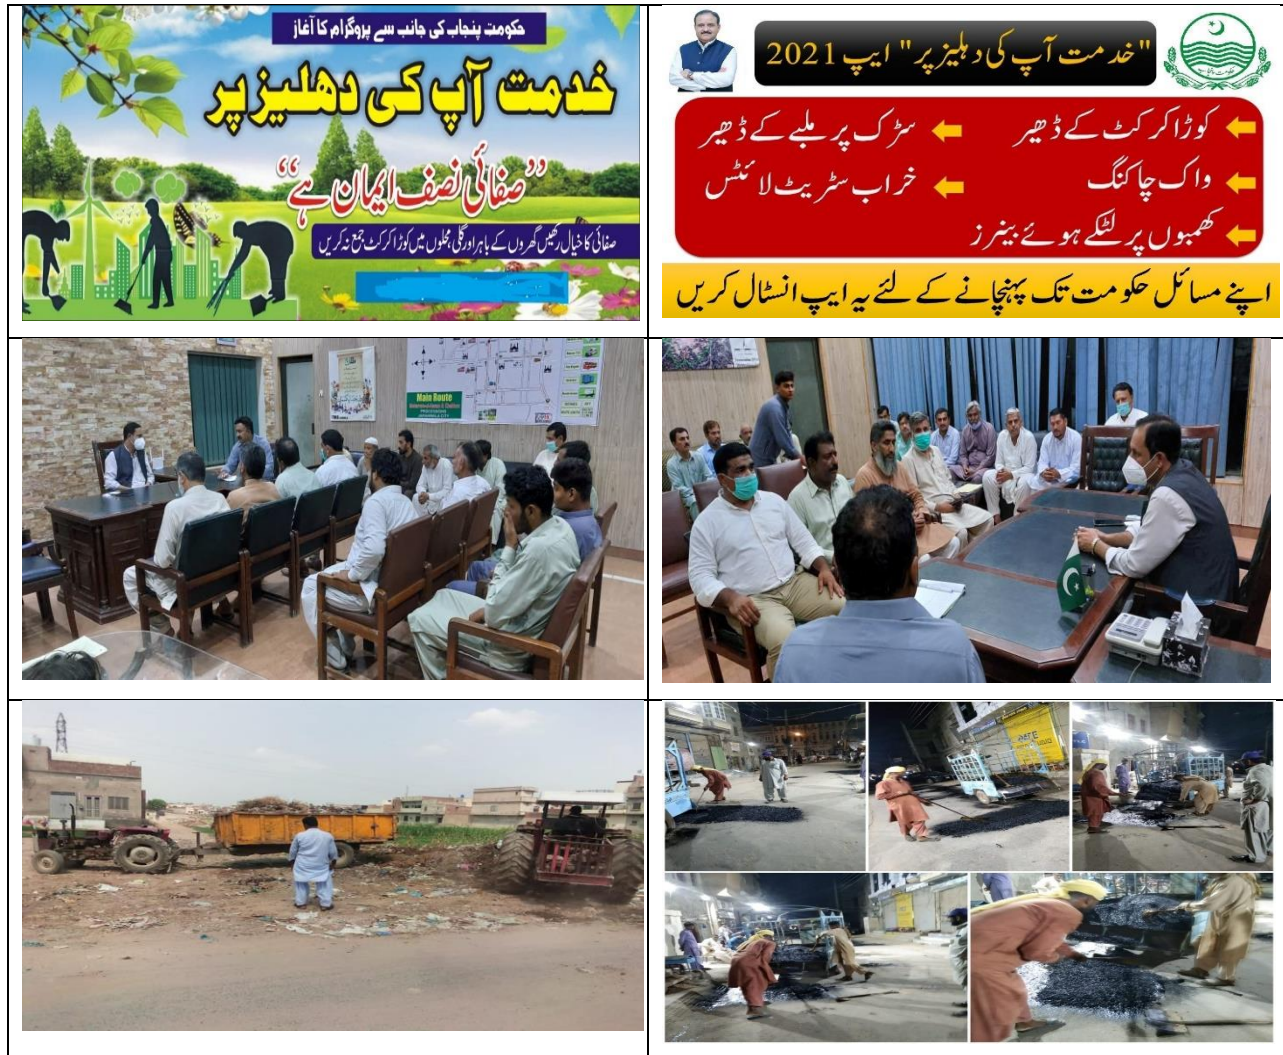 حکومت پنجاب کی جانب سے پروگرام کا آغاز
خدمت آپ کی دهلیز پر
”صفائی نصف ایمان ہے“
صفائی کا خیال رکھیں گھروں کے باہر اور گلی محلوں میں کوڑا کرکٹ جمع نہ کریں
"خدمت آپ کی دہلیز پر" ایپ 2021
کوڑا کرکٹ کے ڈھیر
سڑک پر ملبے کے ڈھیر
واک چاکنگ
خراب سٹریٹ لائٹس
کھمبوں پر لٹکے ہوئے بینرز
اپنے مسائل حکومت تک پہنچانے کے لئے یہ ایپ انسٹال کریں
Main Route